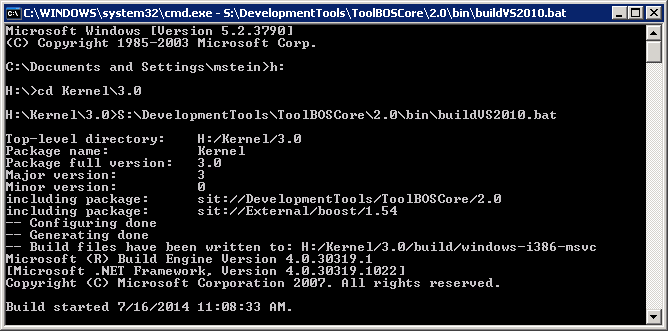 C:\WINDOWS\system32\cmd.exe - S:\DevelopmentTools\ToolBOSCore\2.0\bin\buildVS2010.bat
Microsoft Windows [Version 5.2.3790]
(C) Copyright 1985-2003 Microsoft Corp.
C:\Documents and Settings\mstein>h:
H:\>cd Kernel\3.0
H:\Kernel\3.0>S:\DevelopmentTools\ToolBOSCore\2.0\bin\buildVS2010.bat
Top-level directory: H:/Kernel/3.0
Package name: Kernel
Package full version: 3.0
Major version: 3
Minor version: 0
including package: sit://DevelopmentTools/ToolBOSCore/2.0
including package: sit://External/boost/1.54
-- Configuring done
-- Generating done
-- Build files have been written to: H:/Kernel/3.0/build/windows-i386-msvc
Microsoft (R) Build Engine Version 4.0.30319.1
[Microsoft .NET Framework, Version 4.0.30319.1022]
Copyright (C) Microsoft Corporation 2007. All rights reserved.
Build started 7/16/2014 11:08:33 AM.